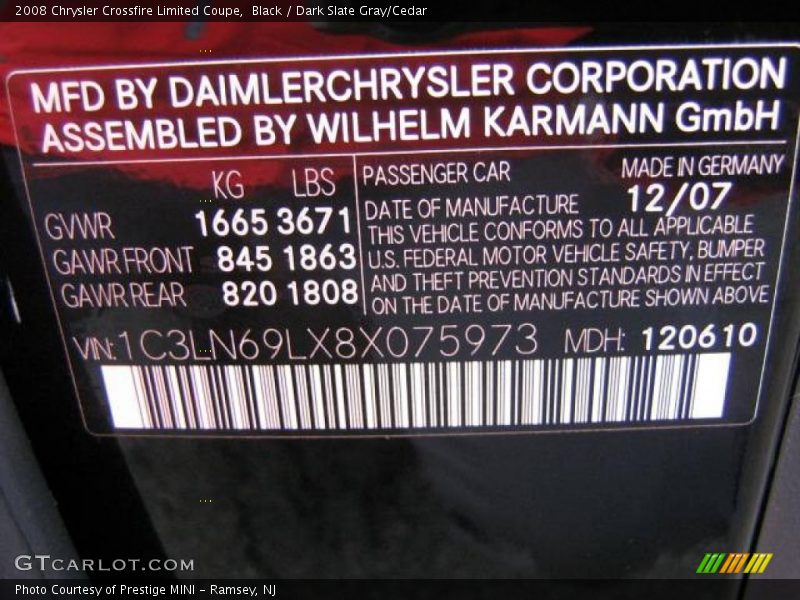 2008 Chrysler Crossfire Limited Coupe,  Black / Dark Slate Gray/Cedar
MFD BY DAIMLERCHRYSLER CORPORATION
ASSEMBLED BY WILHELM KARMANN GmbH
KG LBS
GVWR 1665 3671
GAWR FRONT 845 1863
GAWR REAR 820 1808
PASSENGER CAR MADE IN GERMANY
DATE OF MANUFACTURE 12/07
THIS VEHICLE CONFORMS TO ALL APPLICABLE
U.S. FEDERAL MOTOR VEHICLE SAFETY, BUMPER
AND THEFT PREVENTION STANDARDS IN EFFECT
ON THE DATE OF MANUFACTURE SHOWN ABOVE
VIN: 1C3LN69LX8X075973 MDH: 120610
GTCARLOT.COM
Photo Courtesy of Prestige MINI - Ramsey, NJ